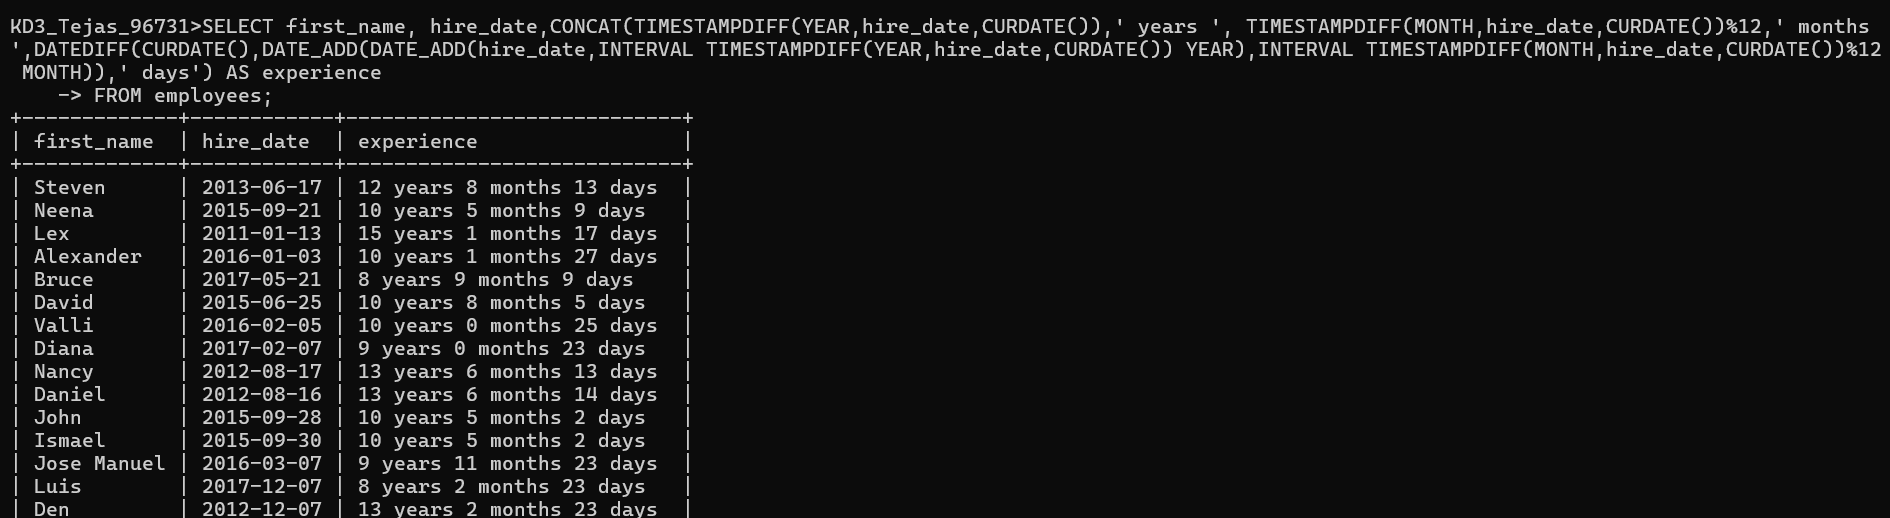 KD3_Tejas_96731>SELECT first_name, hire_date,CONCAT(TIMESTAMPDIFF(YEAR,hire_date,CURDATE()),' years ', TIMESTAMPDIFF(MONTH,hire_date,CURDATE())%12,' months
',DATEDIFF(CURDATE(),DATE_ADD(DATE_ADD(hire_date,INTERVAL TIMESTAMPDIFF(YEAR,hire_date,CURDATE()) YEAR),INTERVAL TIMESTAMPDIFF(MONTH,hire_date,CURDATE())%12
 MONTH)),' days') AS experience
    -> FROM employees;
+-------------+------------+----------------------------+
| first_name  | hire_date  | experience                 |
+-------------+------------+----------------------------+
| Steven      | 2013-06-17 | 12 years 8 months 13 days  |
| Neena       | 2015-09-21 | 10 years 5 months 9 days   |
| Lex         | 2011-01-13 | 15 years 1 months 17 days  |
| Alexander   | 2016-01-03 | 10 years 1 months 27 days  |
| Bruce       | 2017-05-21 | 8 years 9 months 9 days    |
| David       | 2015-06-25 | 10 years 8 months 5 days   |
| Valli       | 2016-02-05 | 10 years 0 months 25 days  |
| Diana       | 2017-02-07 | 9 years 0 months 23 days   |
| Nancy       | 2012-08-17 | 13 years 6 months 13 days  |
| Daniel      | 2012-08-16 | 13 years 6 months 14 days  |
| John        | 2015-09-28 | 10 years 5 months 2 days   |
| Ismael      | 2015-09-30 | 10 years 5 months 2 days   |
| Jose Manuel | 2016-03-07 | 9 years 11 months 23 days  |
| Luis        | 2017-12-07 | 8 years 2 months 23 days   |
| Den         | 2012-12-07 | 13 years 2 months 23 days  |